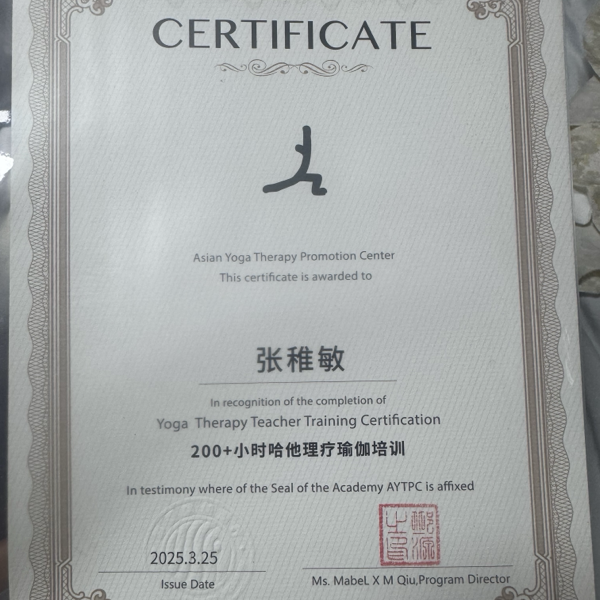 CERTIFICATE
Asian Yoga Therapy Promotion Center
This certificate is awarded to
张稚敏
In recognition of the completion of
Yoga Therapy Teacher Training Certification
200+小时哈他理疗瑜伽培训
In testimony where of the Seal of the Academy AYTPC is affixed
2025.3.25
Issue Date
Ms. MabeL X M Qiu,Program Director